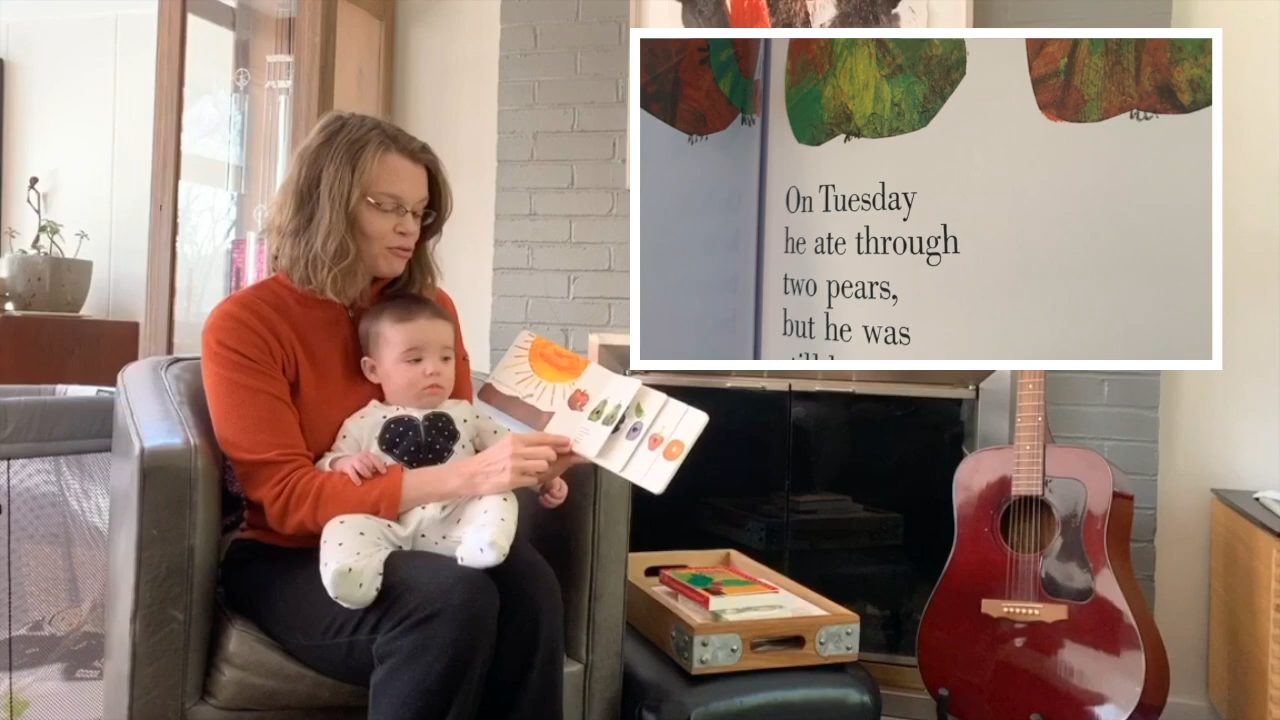 On Tuesday
he ate through
two pears,
but he was